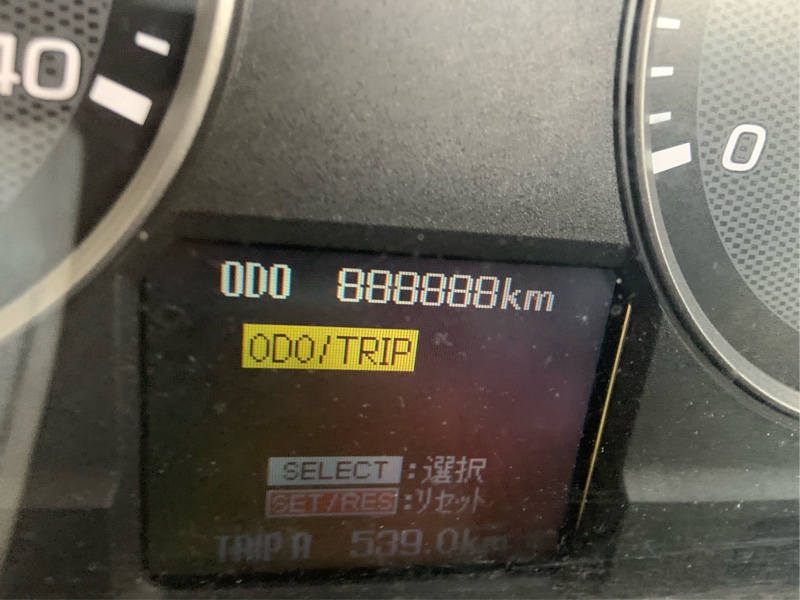 40
0
ODO 888888km
ODO/TRIP
SELECT:選択
SET/RES:リセット
TRIP A 539.0km